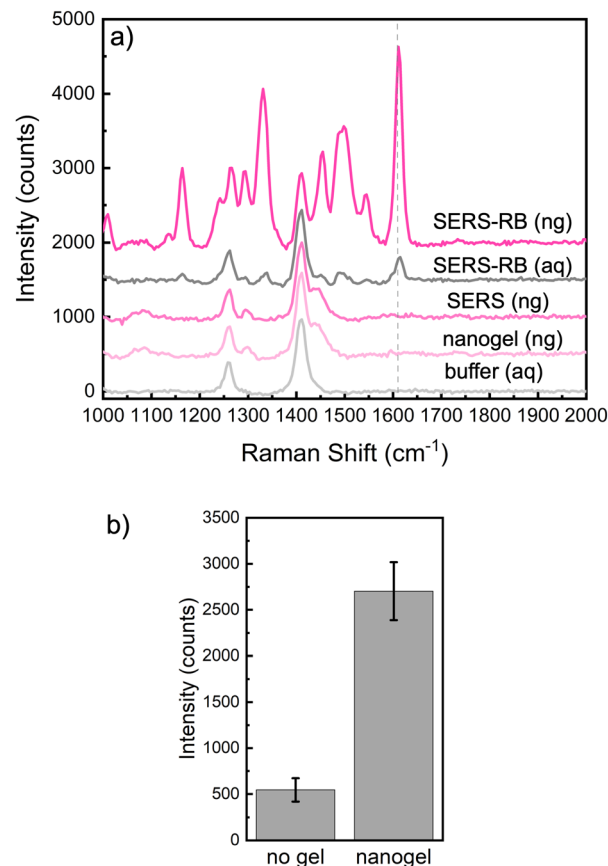 a)
5000
4000
3000
2000
1000
0
Intensity (counts)
SERS-RB (ng)
SERS-RB (aq)
SERS (ng)
nanogel (ng)
buffer (aq)
1000 1100 1200 1300 1400 1500 1600 1700 1800 1900 2000
Raman Shift (cm⁻¹)
b)
3500
3000
2500
2000
1500
1000
500
0
Intensity (counts)
no gel nanogel